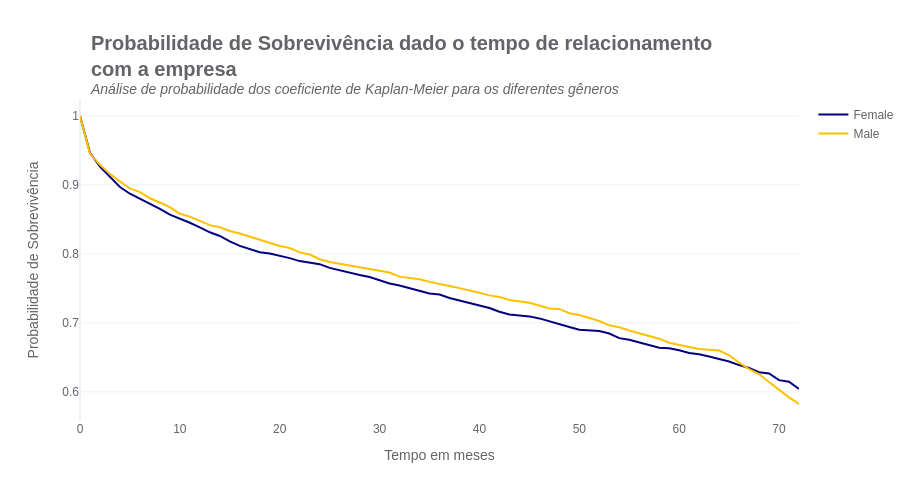 Probabilidade de Sobrevivência dado o tempo de relacionamento
com a empresa
Análise de probabilidade dos coeficiente de Kaplan-Meier para os diferentes gêneros
Female
Male
Probabilidade de Sobrevivência
1
0.9
0.8
0.7
0.6
0 10 20 30 40 50 60 70
Tempo em meses